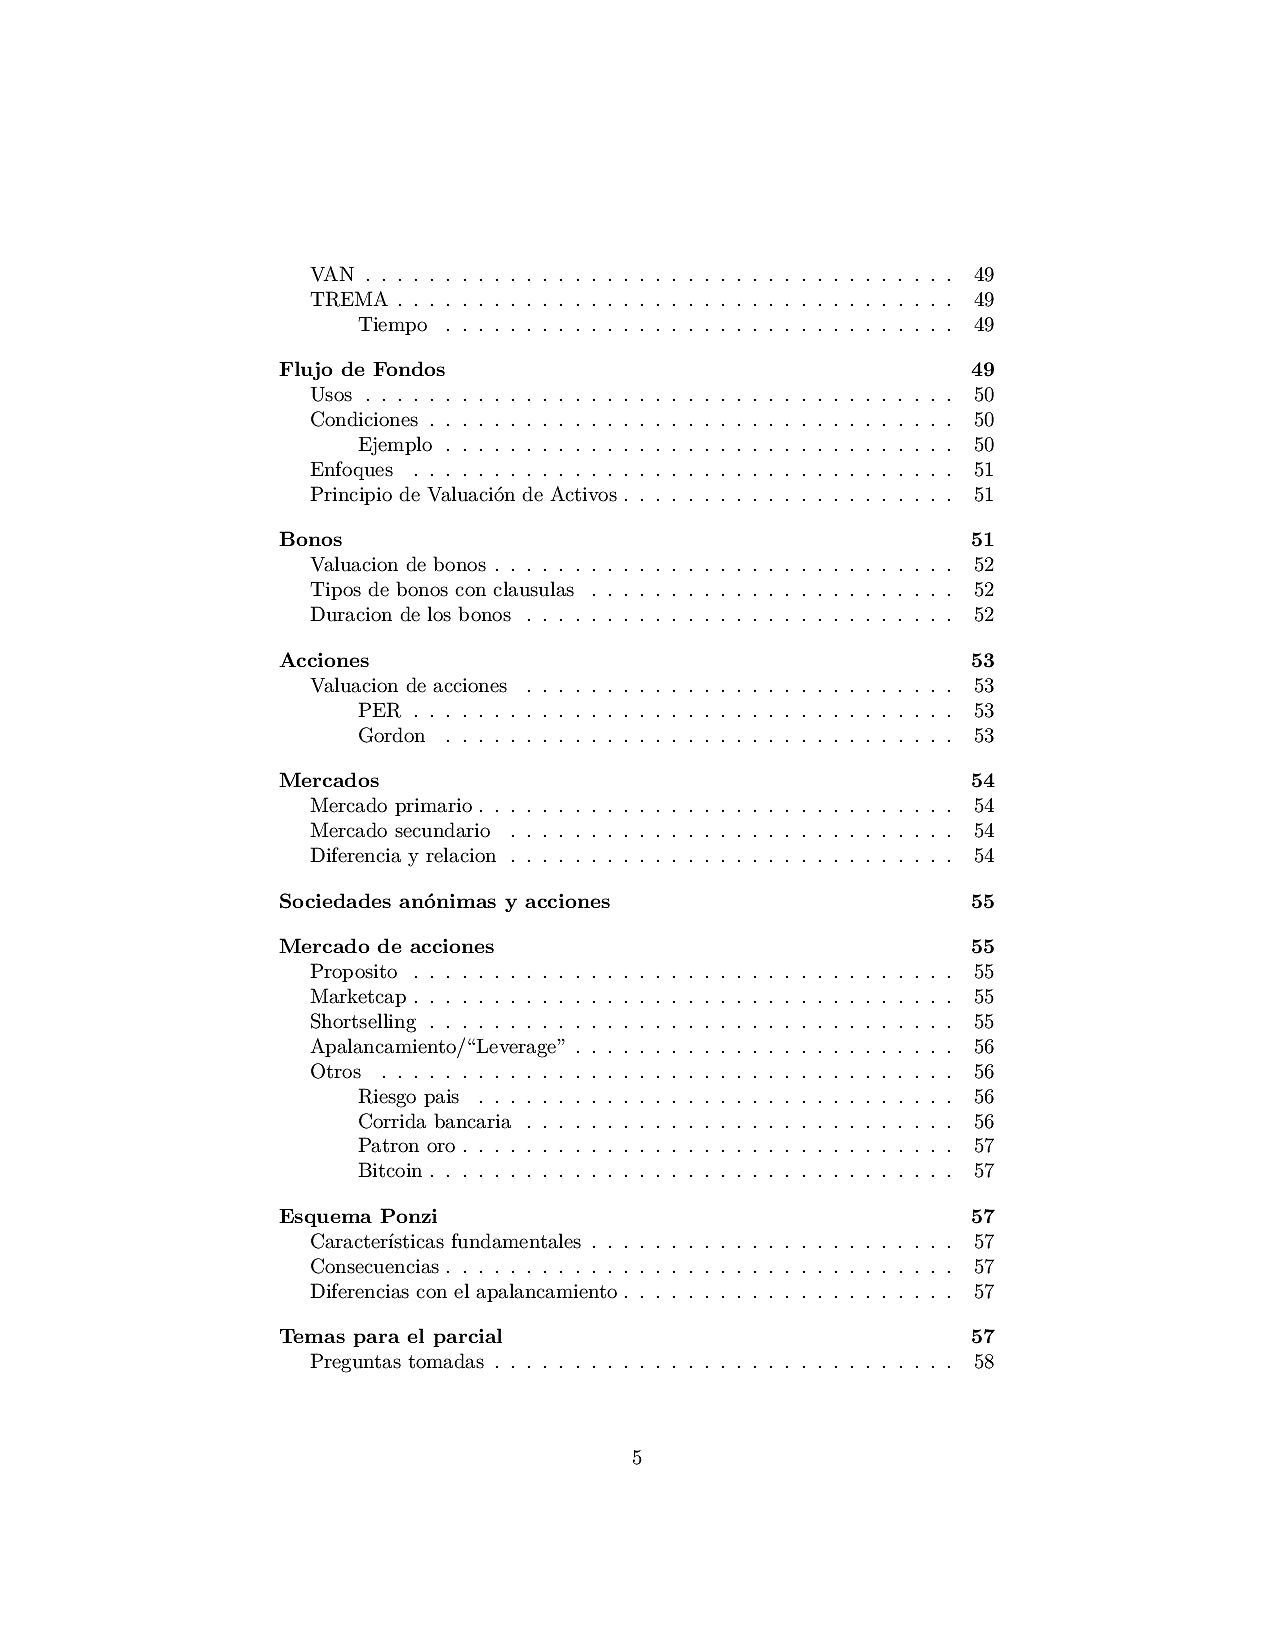 VAN . . . . . . . . . . . . . . . . . . . . . . . . . . . . . . . . . . . . . 49
TREMA . . . . . . . . . . . . . . . . . . . . . . . . . . . . . . . . . . . 49
Tiempo . . . . . . . . . . . . . . . . . . . . . . . . . . . . . . . . 49
Flujo de Fondos 49
Usos . . . . . . . . . . . . . . . . . . . . . . . . . . . . . . . . . . . . . 50
Condiciones . . . . . . . . . . . . . . . . . . . . . . . . . . . . . . . . . 50
Ejemplo . . . . . . . . . . . . . . . . . . . . . . . . . . . . . . . . 50
Enfoques . . . . . . . . . . . . . . . . . . . . . . . . . . . . . . . . . . 51
Principio de Valuación de Activos . . . . . . . . . . . . . . . . . . . . . 51
Bonos 51
Valuacion de bonos . . . . . . . . . . . . . . . . . . . . . . . . . . . . . 52
Tipos de bonos con clausulas . . . . . . . . . . . . . . . . . . . . . . . 52
Duracion de los bonos . . . . . . . . . . . . . . . . . . . . . . . . . . . 52
Acciones 53
Valuacion de acciones . . . . . . . . . . . . . . . . . . . . . . . . . . . 53
PER . . . . . . . . . . . . . . . . . . . . . . . . . . . . . . . . . . 53
Gordon . . . . . . . . . . . . . . . . . . . . . . . . . . . . . . . . 53
Mercados 54
Mercado primario . . . . . . . . . . . . . . . . . . . . . . . . . . . . . . 54
Mercado secundario . . . . . . . . . . . . . . . . . . . . . . . . . . . . 54
Diferencia y relacion . . . . . . . . . . . . . . . . . . . . . . . . . . . . 54
Sociedades anónimas y acciones 55
Mercado de acciones 55
Proposito . . . . . . . . . . . . . . . . . . . . . . . . . . . . . . . . . . 55
Marketcap . . . . . . . . . . . . . . . . . . . . . . . . . . . . . . . . . . 55
Shortselling . . . . . . . . . . . . . . . . . . . . . . . . . . . . . . . . . 55
Apalancamiento/“Leverage” . . . . . . . . . . . . . . . . . . . . . . . . 56
Otros . . . . . . . . . . . . . . . . . . . . . . . . . . . . . . . . . . . . 56
Riesgo pais . . . . . . . . . . . . . . . . . . . . . . . . . . . . . . 56
Corrida bancaria . . . . . . . . . . . . . . . . . . . . . . . . . . . 56
Patron oro . . . . . . . . . . . . . . . . . . . . . . . . . . . . . . . 57
Bitcoin . . . . . . . . . . . . . . . . . . . . . . . . . . . . . . . . . 57
Esquema Ponzi 57
Características fundamentales . . . . . . . . . . . . . . . . . . . . . . . 57
Consecuencias . . . . . . . . . . . . . . . . . . . . . . . . . . . . . . . . 57
Diferencias con el apalancamiento . . . . . . . . . . . . . . . . . . . . . 57
Temas para el parcial 57
Preguntas tomadas . . . . . . . . . . . . . . . . . . . . . . . . . . . . . 58
5